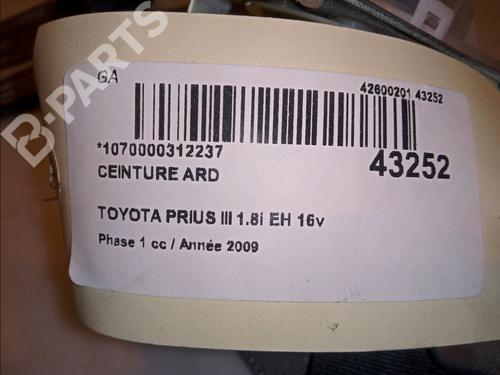 B-PARTS
GA
42600201 43252
*1070000312237
43252
CEINTURE ARD
TOYOTA PRIUS III 1.8i EH 16v
Phase 1 cc / Année 2009